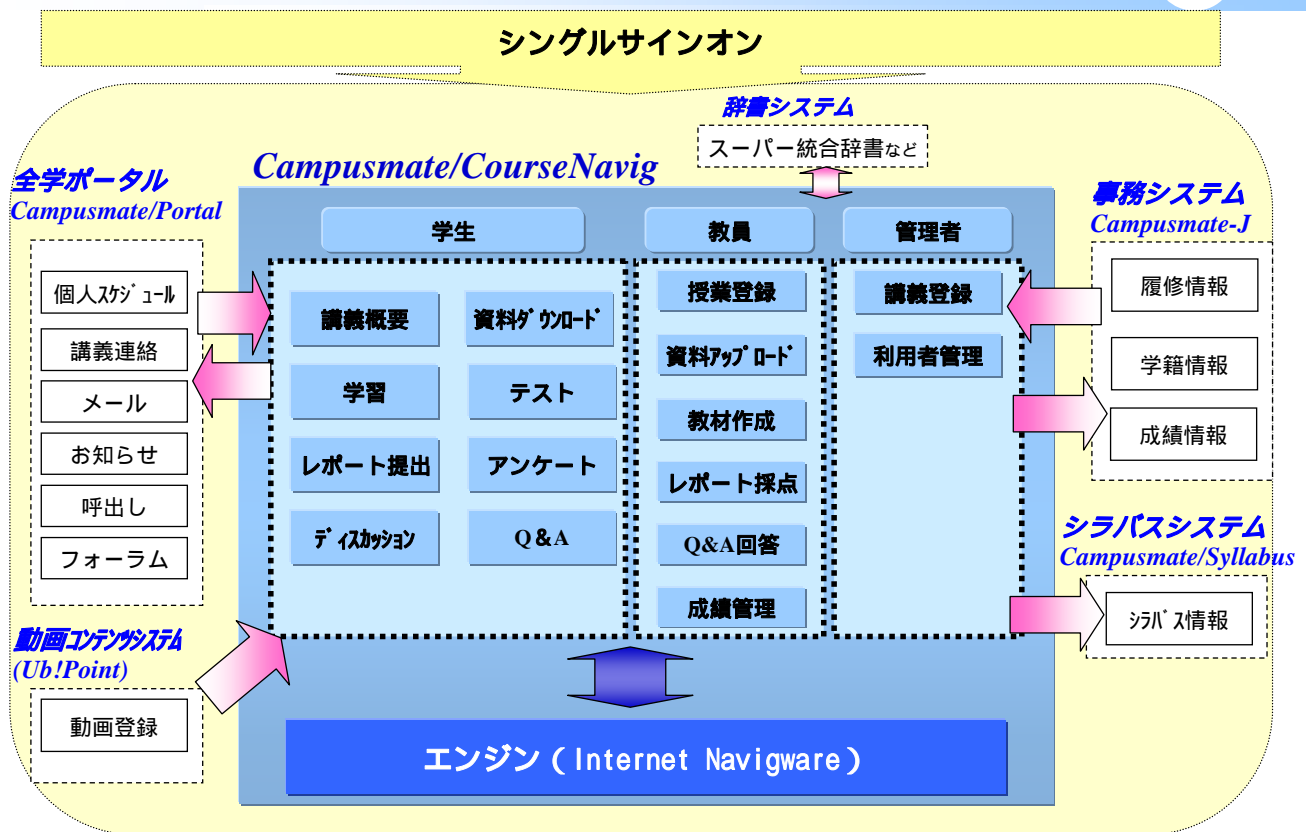 シングルサインオン
辞書システム
スーパー統合辞書など
Campusmate/CourseNavig
全学ポータル
Campusmate/Portal
個人ｽｹｼﾞｭｰﾙ
講義連絡
メール
お知らせ
呼出し
フォーラム
動画ｺﾝﾃﾝﾂｼｽﾃﾑ
(Ub!Point)
動画登録
学生
講義概要
資料ﾀﾞｳﾝﾛｰﾄﾞ
学習
テスト
レポート提出
アンケート
ﾃﾞｨｽｶｯｼｮﾝ
Q&A
教員
授業登録
資料ｱｯﾌﾟﾛｰﾄﾞ
教材作成
レポート採点
Q&A回答
成績管理
管理者
講義登録
利用者管理
事務システム
Campusmate-J
履修情報
学籍情報
成績情報
シラバスシステム
Campusmate/Syllabus
ｼﾗﾊﾞｽ情報
エンジン（Internet Navigware）